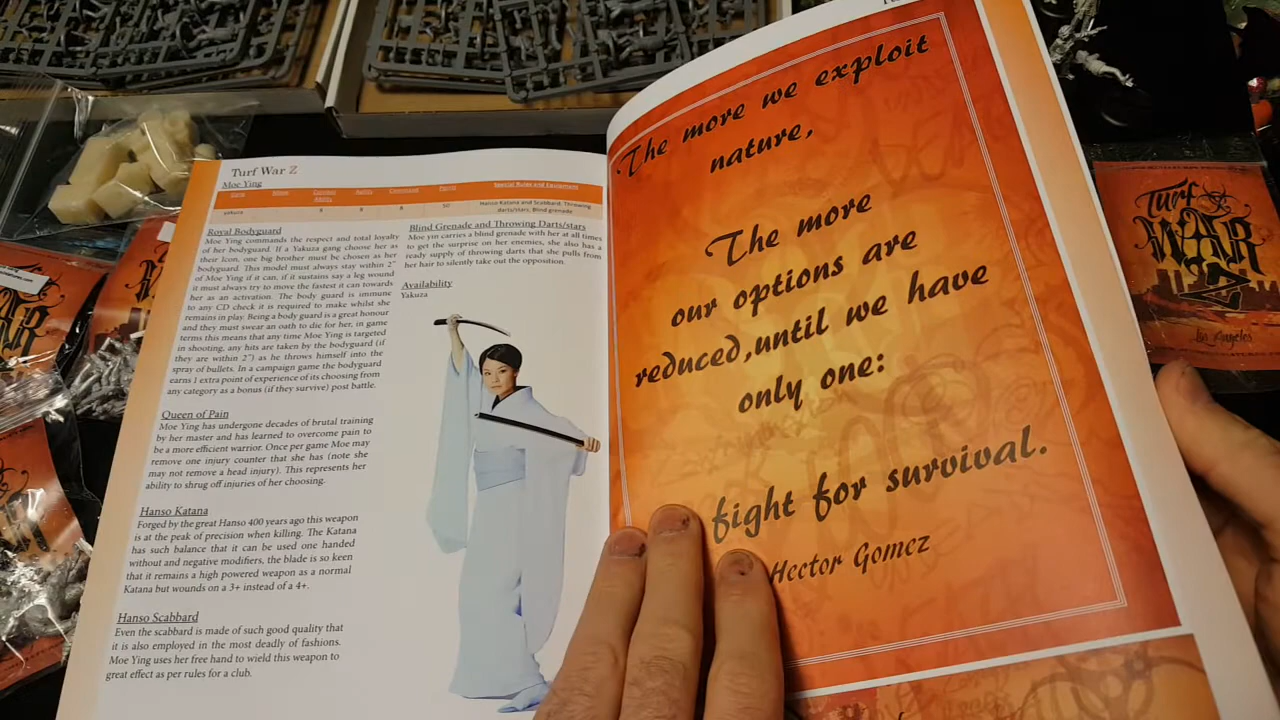 Turf War Z
Moe Ying
Special Rules and Equipment
Hanso Katana and Scabbard, Throwing
darts/stars, Blind grenade
Royal Bodyguard
Moe Ying commands the respect and total loyalty
of her bodyguard. If a Yakuza gang choose her as
their Icon, one big brother must be chosen as her
bodyguard. This model must always stay within 2"
of Moe Ying if it can, if it sustains say a leg wound
it must always try to move the fastest it can towards
her as an activation. The body guard is immune
to any CD check it is required to make whilst she
remains in play. Being a body guard is a great honour
and they must swear an oath to die for her, in game
terms this means that any time Moe Ying is targeted
in shooting, any hits are taken by the bodyguard (if
they are within 2") as he throws himself into the
spray of bullets. In a campaign game the bodyguard
earns 1 extra point of experience of its choosing from
any category as a bonus (if they survive) post battle.
Queen of Pain
Moe Ying has undergone decades of brutal training
by her master and has learned to overcome pain to
be a more efficient warrior. Once per game Moe may
remove one injury counter that she has (note she
may not remove a head injury). This represents her
ability to shrug off injuries of her choosing.
Hanso Katana
Forged by the great Hanso 400 years ago this weapon
is at the peak of precision when killing. The Katana
has such balance that it can be used one handed
without and negative modifiers, the blade is so keen
that it remains a high powered weapon as a normal
Katana but wounds on a 3+ instead of a 4+.
Hanso Scabbard
Even the scabbard is made of such good quality that
it is also employed in the most deadly of fashions.
Moe Ying uses her free hand to wield this weapon to
great effect as per rules for a club.
Blind Grenade and Throwing Darts/stars
Moe yin carries a blind grenade with her at all times
to get the surprise on her enemies, she also has a
ready supply of throwing darts that she pulls from
her hair to silently take out the opposition.
Availability
Yakuza
The more we exploit
nature,
The more
our options are
reduced,until we have
only one:
fight for survival.
Hector Gomez
Turf
WAR
Z
Los Angeles
WAR